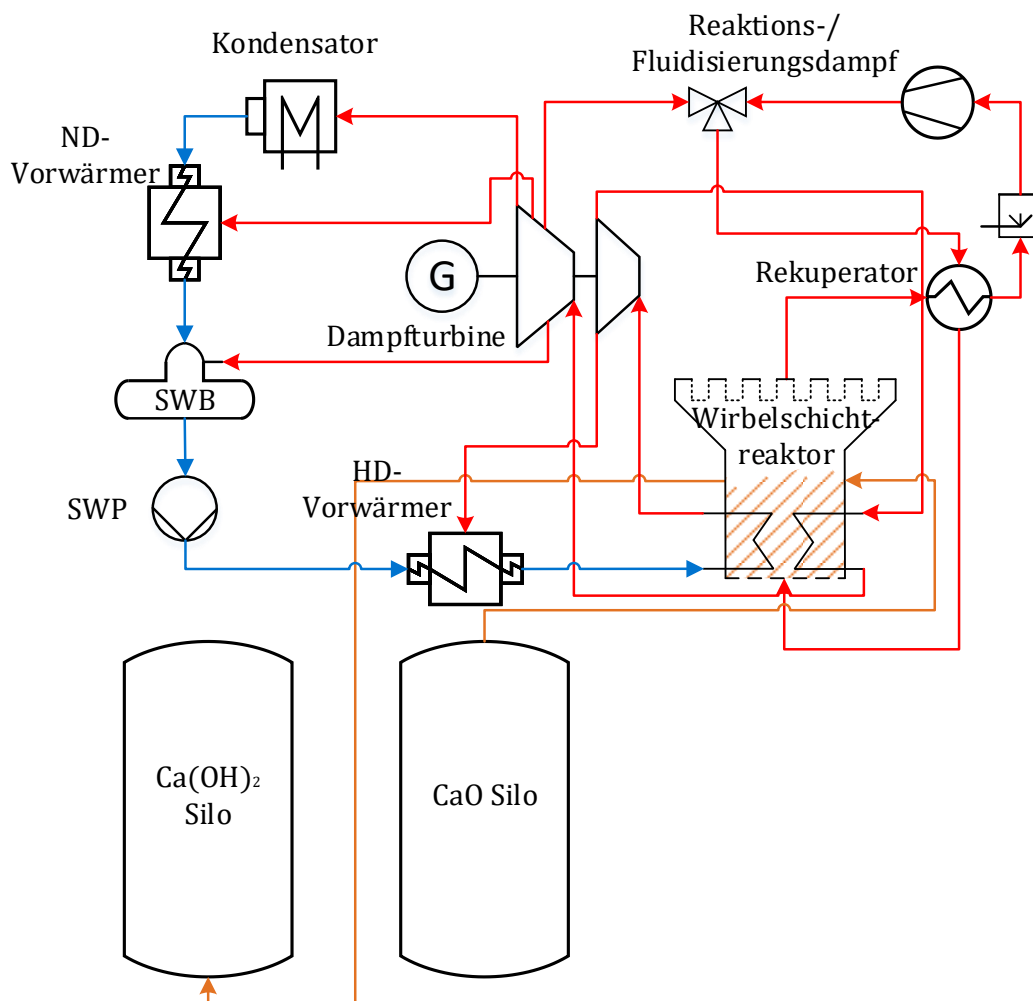 Reaktions-/
Fluidisierungsdampf
Kondensator
ND-
Vorwärmer
G
Rekuperator
Dampfturbine
SWB
Wirbelschicht-
reaktor
HD-
Vorwärmer
SWP
Ca(OH)₂
Silo
CaO Silo